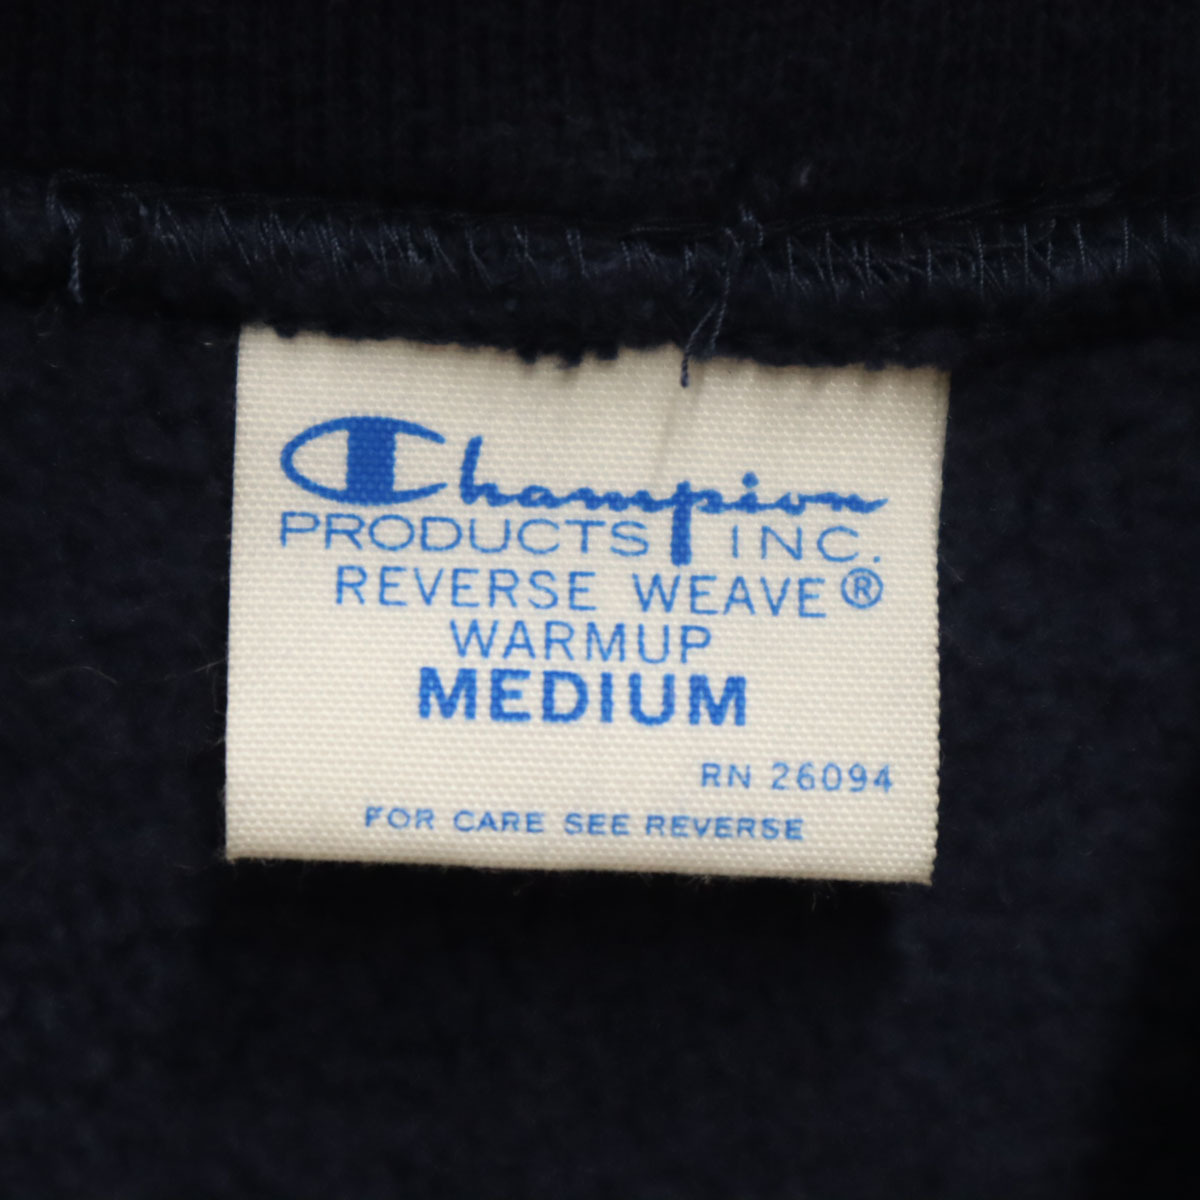 Champion
PRODUCTS INC.
REVERSE WEAVE®
WARMUP
MEDIUM
RN 26094
FOR CARE SEE REVERSE